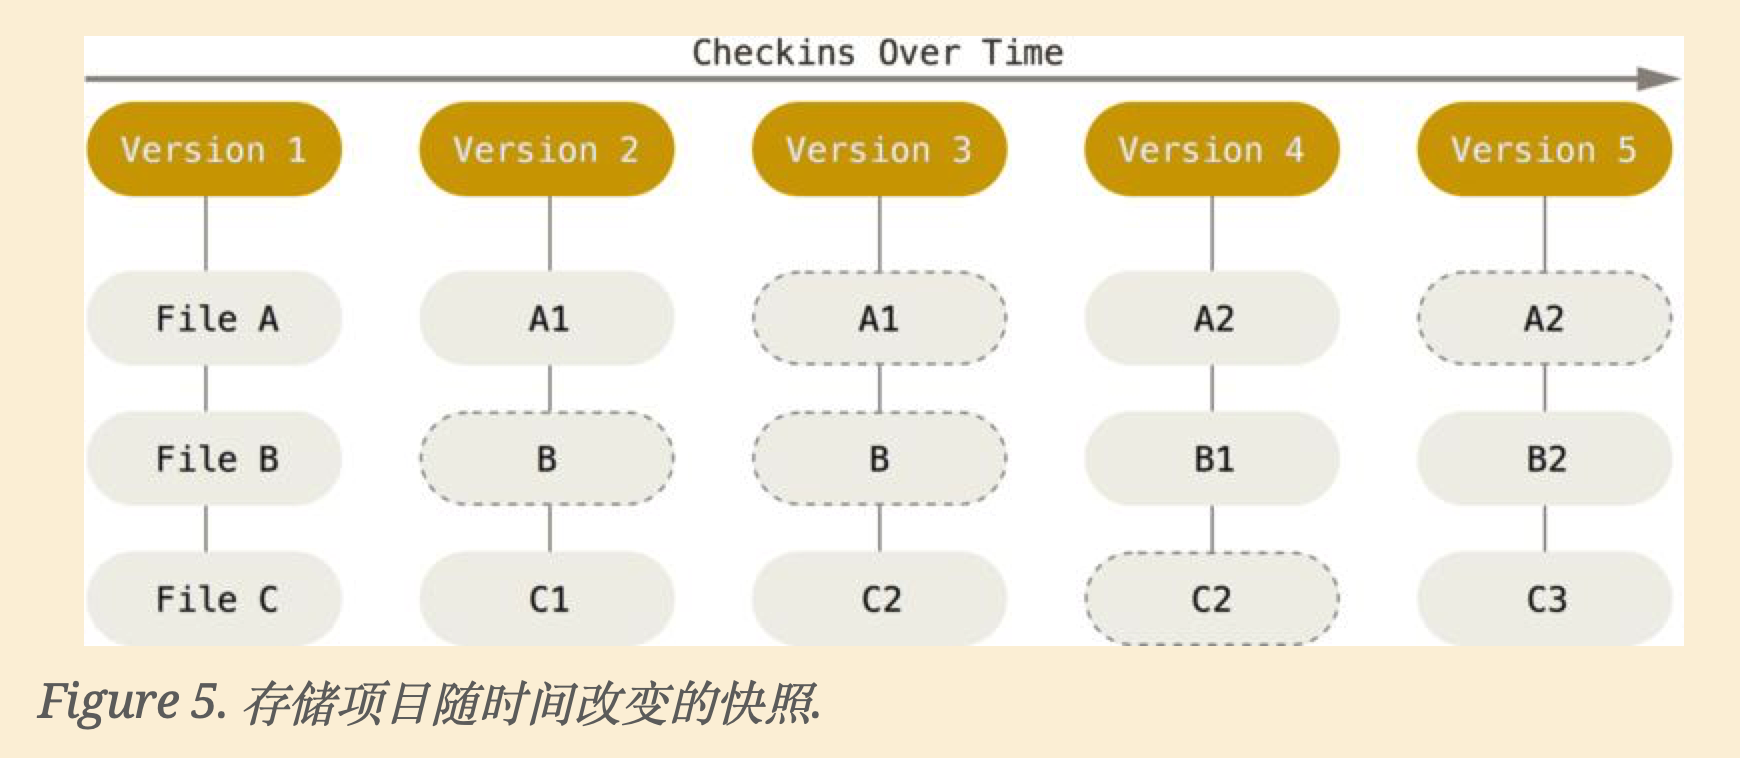 Checkins Over Time
Version 1 Version 2 Version 3 Version 4 Version 5
File A A1 A1 A2 A2
File B B B B1 B2
File C C1 C2 C2 C3
Figure 5. 存储项目随时间改变的快照.